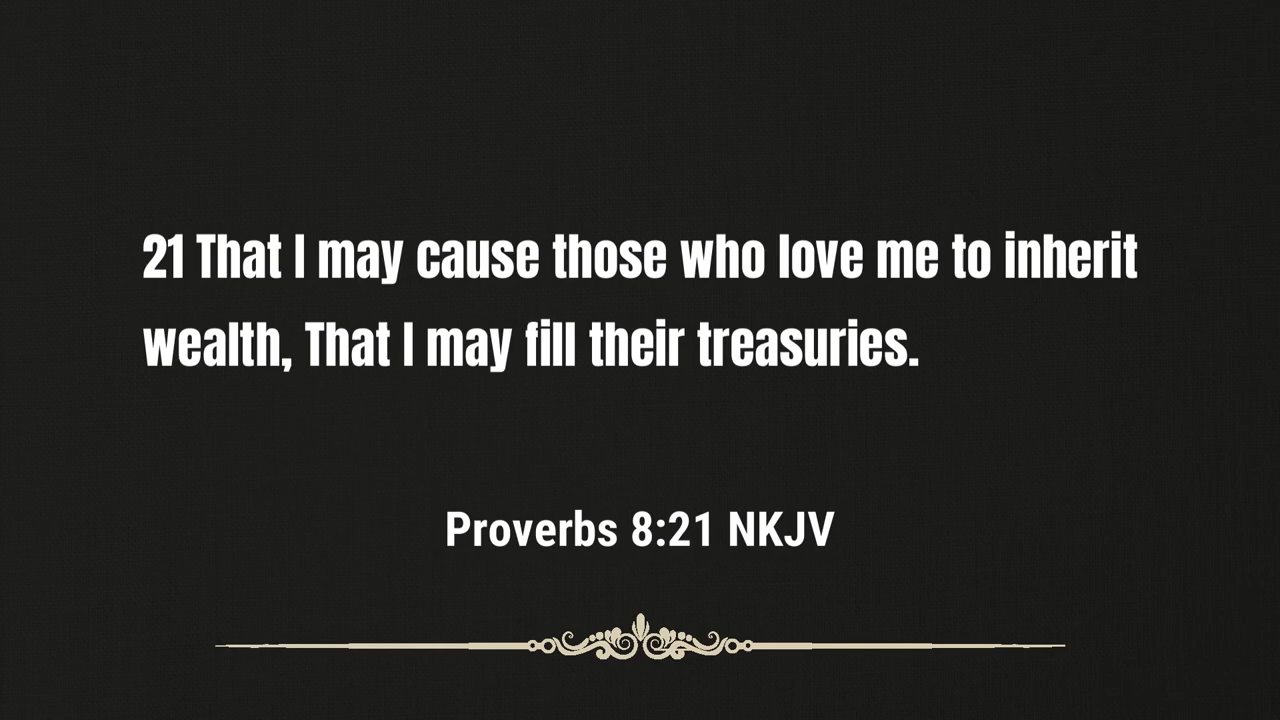 21 That I may cause those who love me to inherit
wealth, That I may fill their treasuries.
Proverbs 8:21 NKJV